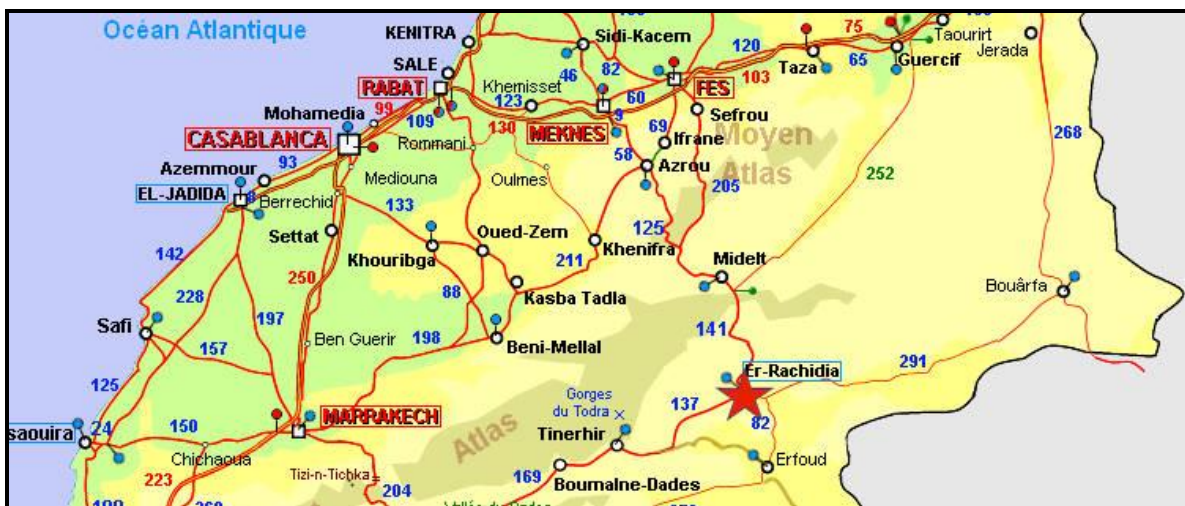 Océan Atlantique
KENITRA
Sidi-Kacem
120
75
Taourirt
Jerada
SALE
46
82
103
Taza
65
Guercif
RABAT
Khemisset
123
60
FES
Mohamedia
99
109
130
MEKNES
9
Sefrou
268
CASABLANCA
Rommani
69
Ifrane
Moyen
Atlas
58
Azrou
Azemmour
93
Mediouna
Oulmes
205
252
EL-JADIDA
8
Berrechid
133
125
Settat
Oued-Zem
Khenifra
142
Khouribga
211
Midelt
250
228
88
Kasba Tadla
Bouârfa
Safi
197
Ben Guerir
198
Beni-Mellal
141
157
291
Er-Rachidia
125
Gorges
du Todra
137
MARRAKECH
Atlas
Tinerhir
82
saouira
24
150
Chichaoua
Erfoud
223
Tizi-n-Tichka
204
169
Boumalne-Dades